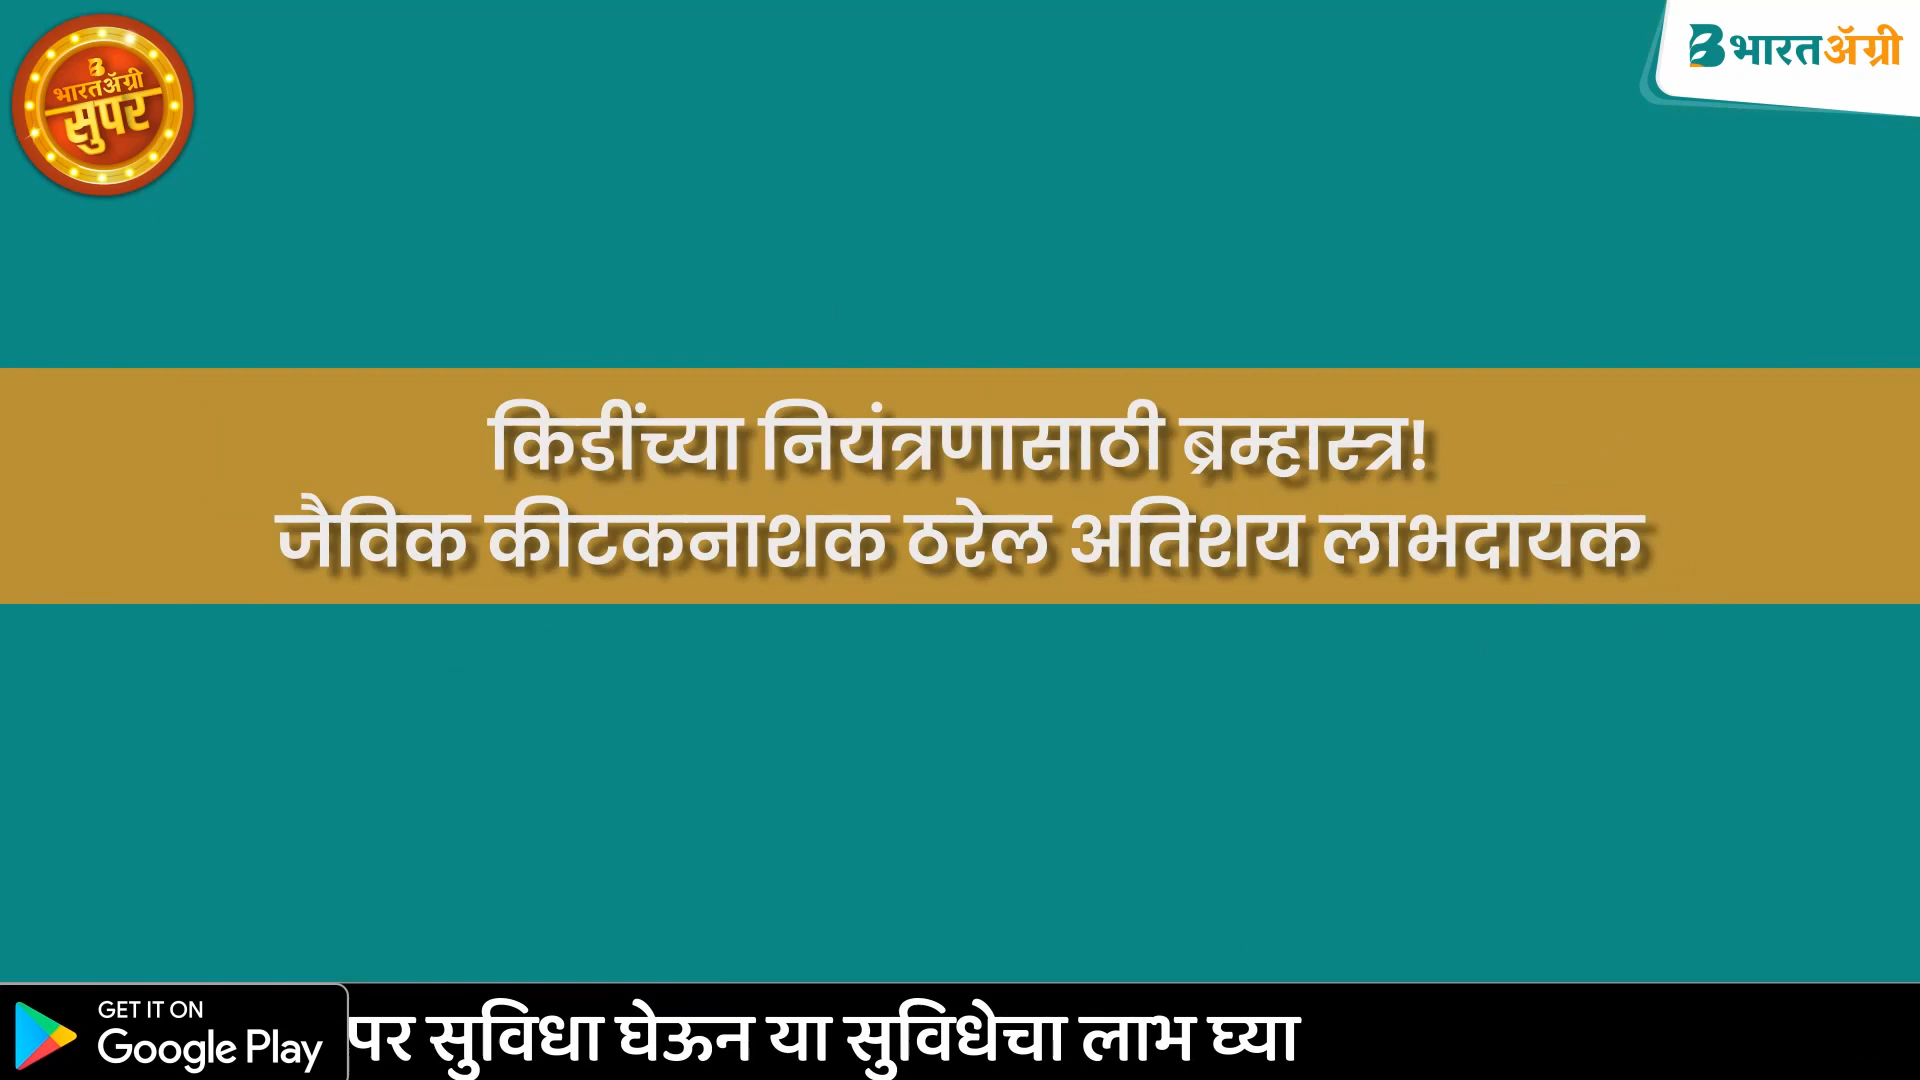 भारतॲग्री
सुपर
भारतॲग्री
किडींच्या नियंत्रणासाठी ब्रम्हास्त्र!
जैविक कीटकनाशक ठरेल अतिशय लाभदायक
GET IT ON
Google Play
पर सुविधा घेऊन या सुविधेचा लाभ घ्या